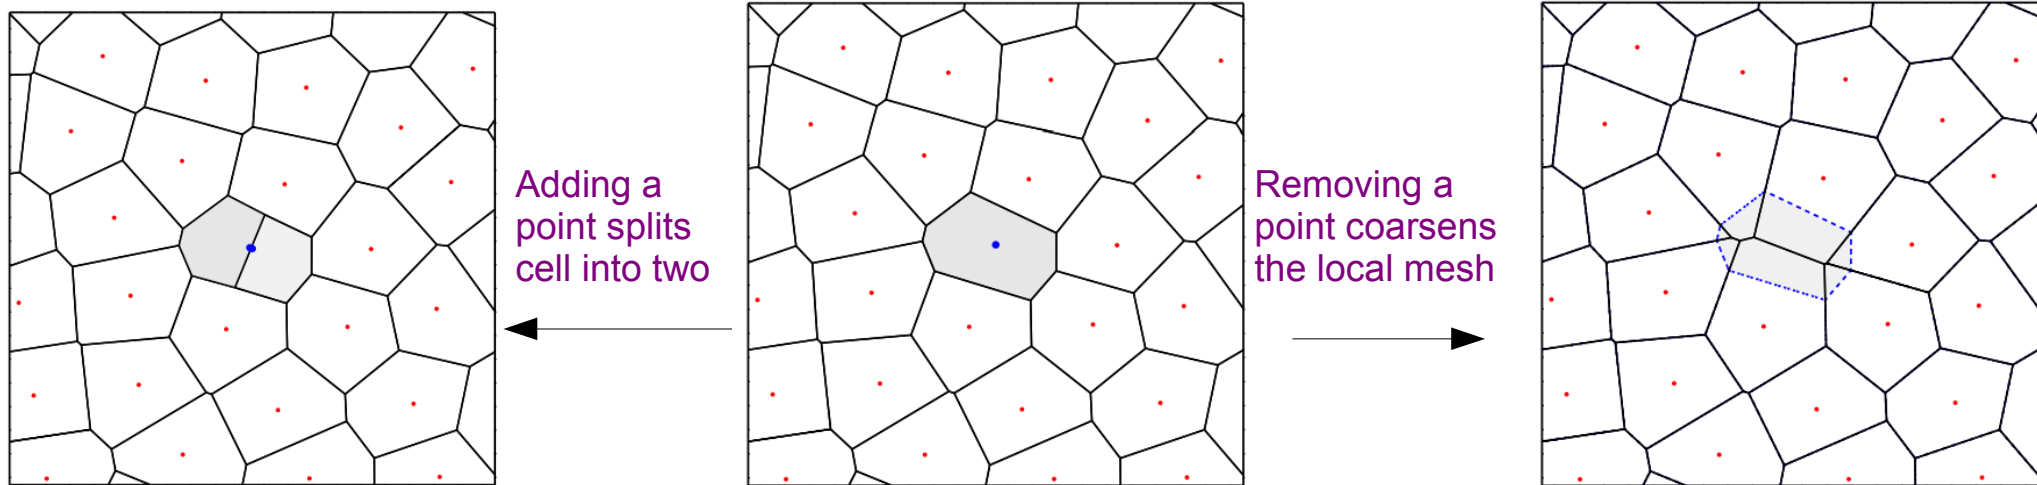 Adding a
point splits
cell into two
Removing a
point coarsens
the local mesh